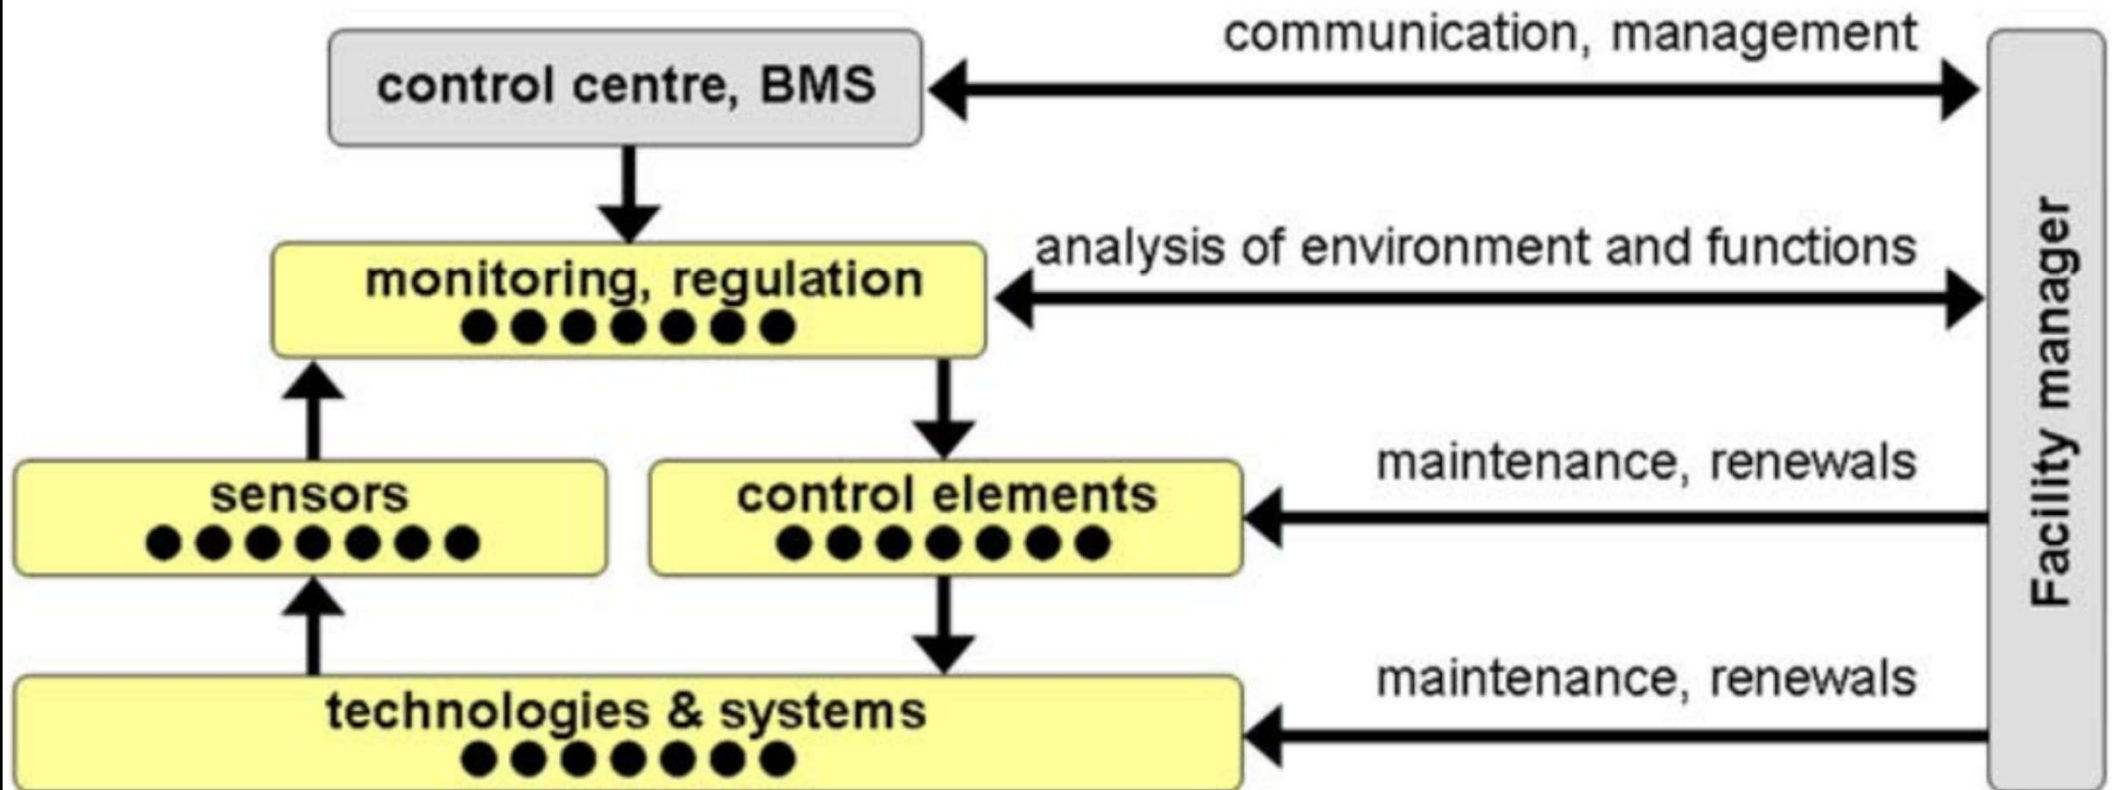 communication, management
control centre, BMS
analysis of environment and functions
monitoring, regulation
maintenance, renewals
sensors
control elements
maintenance, renewals
technologies & systems
Facility manager